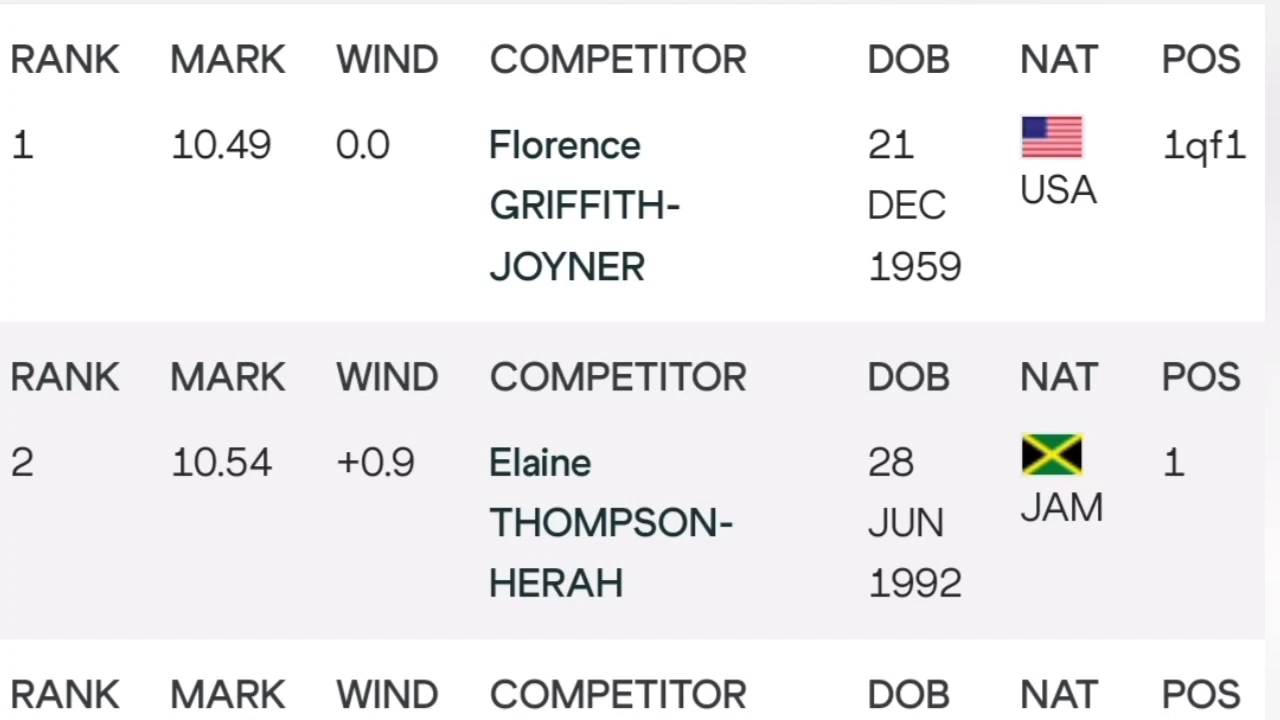 RANK MARK WIND COMPETITOR DOB NAT POS
1 10.49 0.0 Florence 21 1qf1
GRIFFITH- DEC USA
JOYNER 1959
RANK MARK WIND COMPETITOR DOB NAT POS
2 10.54 +0.9 Elaine 28 1
THOMPSON- JUN JAM
HERAH 1992
RANK MARK WIND COMPETITOR DOB NAT POS